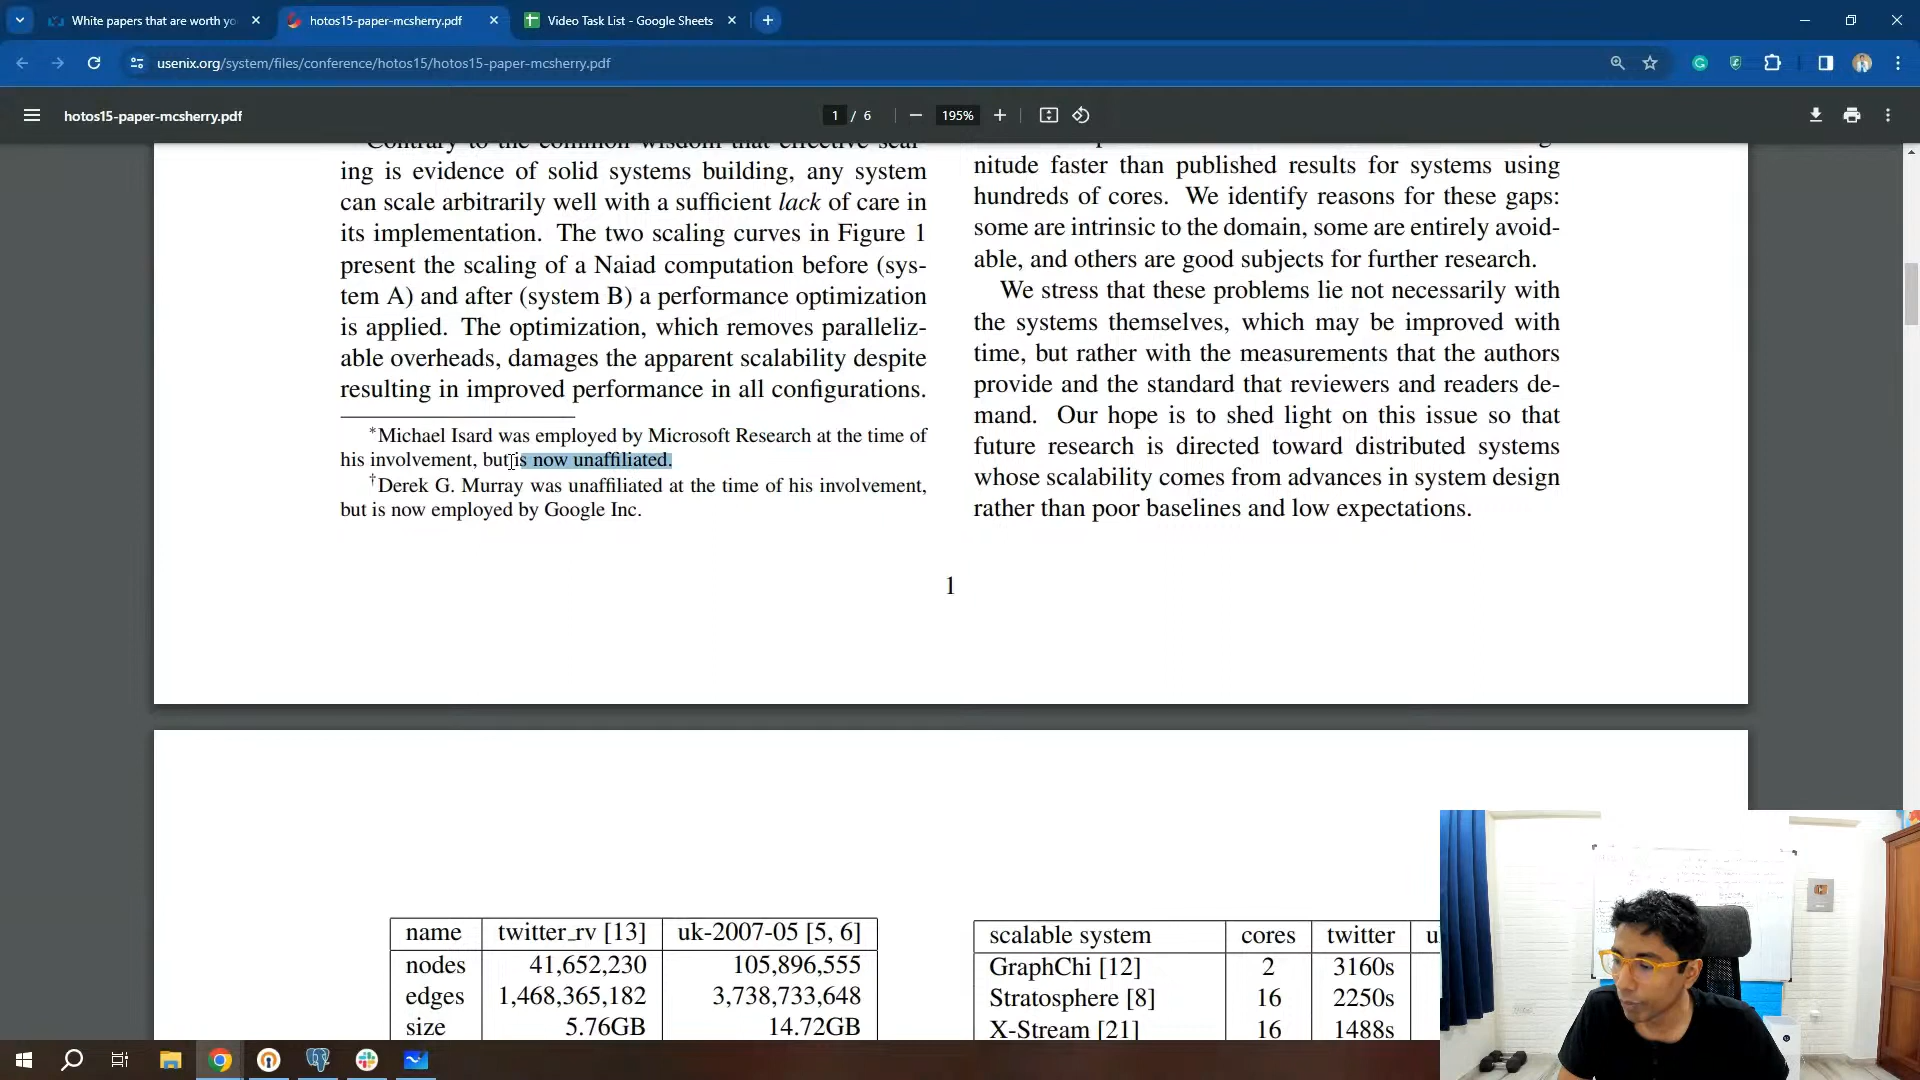 White papers that are worth yo
hotos15-paper-mcsherry.pdf
Video Task List - Google Sheets
usenix.org/system/files/conference/hotos15/hotos15-paper-mcsherry.pdf
hotos15-paper-mcsherry.pdf
1 / 6
195%
Contrary to the common wisdom that effective scal-
ing is evidence of solid systems building, any system
can scale arbitrarily well with a sufficient lack of care in
its implementation. The two scaling curves in Figure 1
present the scaling of a Naiad computation before (sys-
tem A) and after (system B) a performance optimization
is applied. The optimization, which removes paralleliz-
able overheads, damages the apparent scalability despite
resulting in improved performance in all configurations.
*Michael Isard was employed by Microsoft Research at the time of
his involvement, but is now unaffiliated.
†Derek G. Murray was unaffiliated at the time of his involvement,
but is now employed by Google Inc.
nitude faster than published results for systems using
hundreds of cores. We identify reasons for these gaps:
some are intrinsic to the domain, some are entirely avoid-
able, and others are good subjects for further research.
We stress that these problems lie not necessarily with
the systems themselves, which may be improved with
time, but rather with the measurements that the authors
provide and the standard that reviewers and readers de-
mand. Our hope is to shed light on this issue so that
future research is directed toward distributed systems
whose scalability comes from advances in system design
rather than poor baselines and low expectations.
1
name twitter_rv [13] uk-2007-05 [5, 6]
nodes 41,652,230 105,896,555
edges 1,468,365,182 3,738,733,648
size 5.76GB 14.72GB
scalable system cores twitter u
GraphChi [12] 2 3160s
Stratosphere [8] 16 2250s
X-Stream [21] 16 1488s